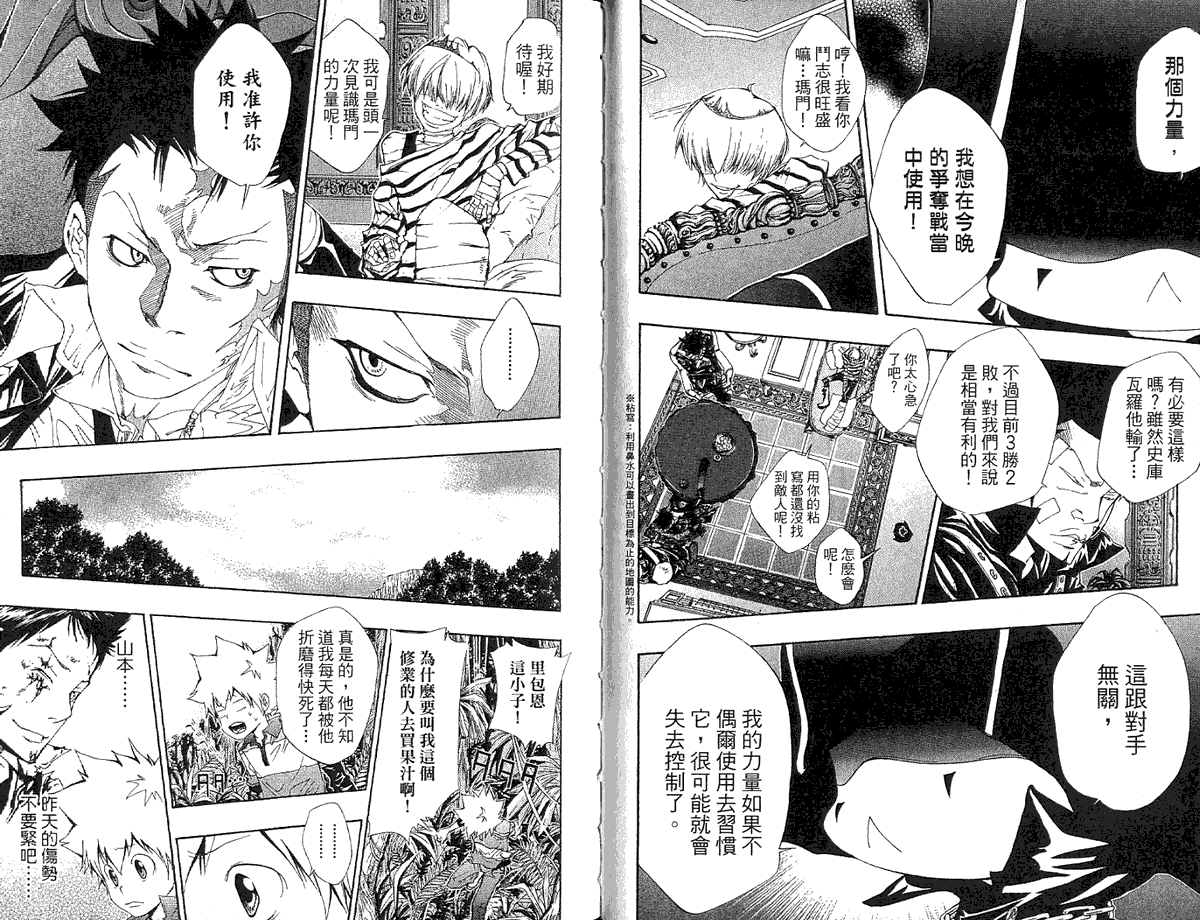 那個力量，
我想在今晚
的爭奪戰當
中使用！
哼！我看你
鬥志很旺盛
嘛…瑪門！
有必要這樣
嗎？雖然史庫
瓦羅他輸了…
不過目前3勝2
敗，對我們來說
是相當有利的！
你太心急
了吧？
用你的粘
寫都還沒找
到敵人呢！
怎麼會
呢！
※粘寫：利用鼻水可以畫出到目標為止的地圖的能力。
這跟對手
無關，
我的力量如果不
偶爾使用去習慣
它，很可能就會
失去控制了。
我好期
待喔！
我可是頭一
次見識瑪門
的力量呢！
我准許你
使用！
………
里包恩
這小子！
為什麼要叫我這個
修業的人去買果汁啊！
真是的，他不知
道我每天都被他
折磨得快死了…
………
山本……
昨天的傷勢
不要緊吧……